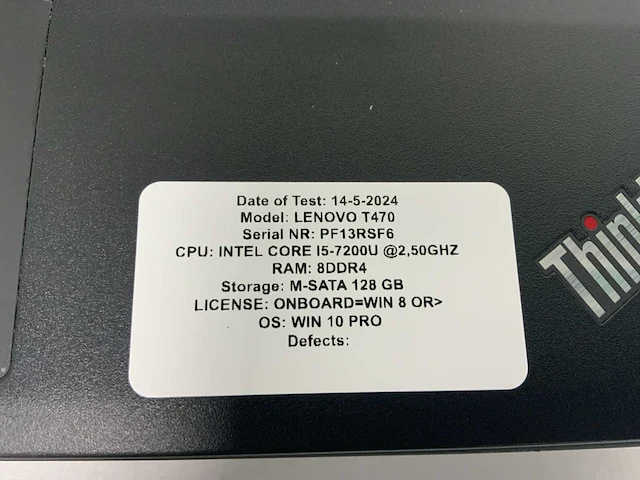 Date of Test: 14-5-2024
Model: LENOVO T470
Serial NR: PF13RSF6
CPU: INTEL CORE I5-7200U @2,50GHZ
RAM: 8DDR4
Storage: M-SATA 128 GB
LICENSE: ONBOARD=WIN 8 OR>
OS: WIN 10 PRO
Defects:
Think